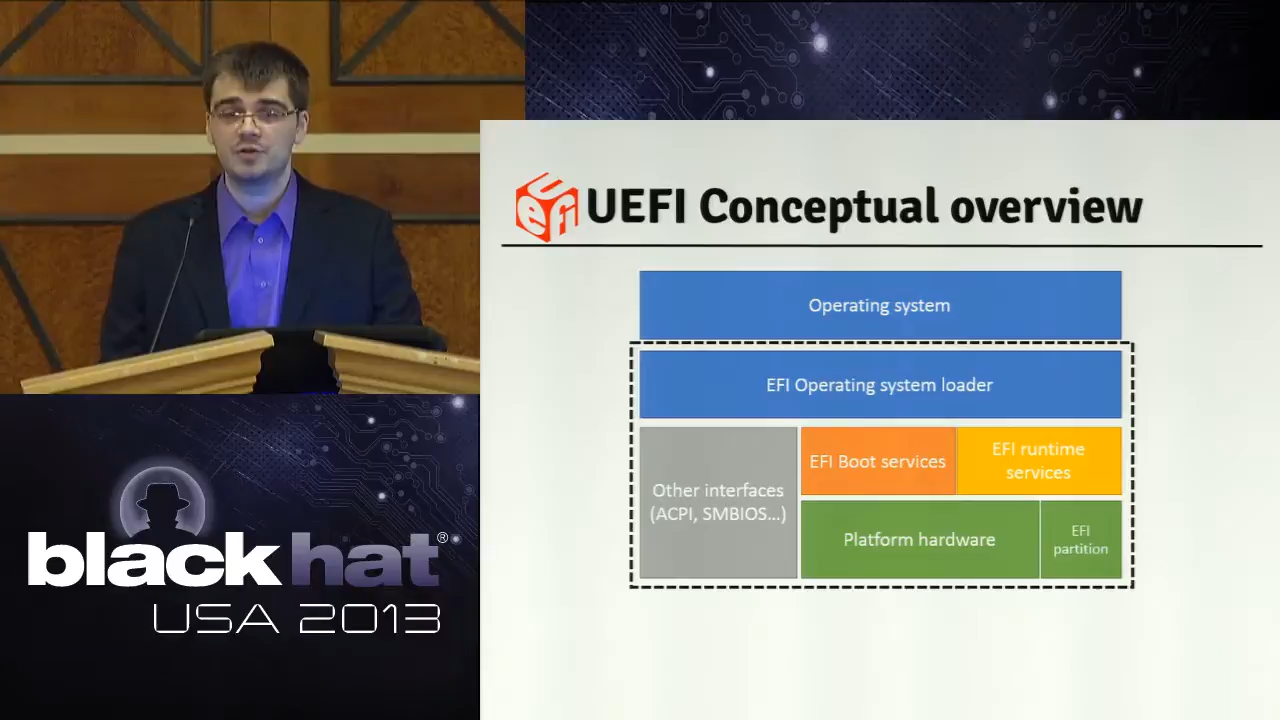 uefi UEFI Conceptual overview
Operating system
EFI Operating system loader
Other interfaces
(ACPI, SMBIOS...)
EFI Boot services
EFI runtime
services
Platform hardware
EFI
partition
black hat®
USA 2013